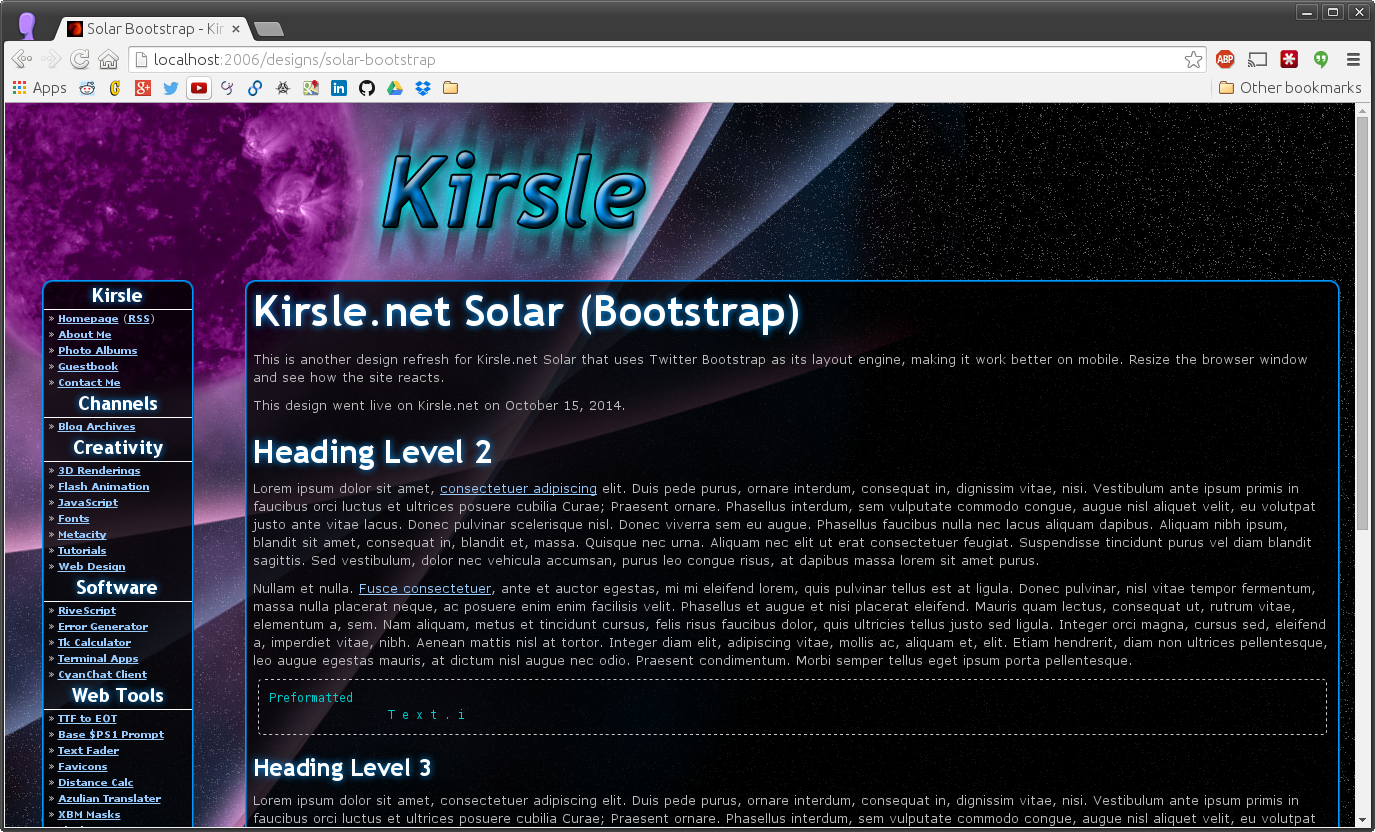 Solar Bootstrap - Kir
localhost:2006/designs/solar-bootstrap
ABP
Apps
Other bookmarks
Kirsle
Kirsle
» Homepage (RSS)
» About Me
» Photo Albums
» Guestbook
» Contact Me
Channels
» Blog Archives
Creativity
» 3D Renderings
» Flash Animation
» JavaScript
» Fonts
» Metacity
» Tutorials
» Web Design
Software
» RiveScript
» Error Generator
» Tk Calculator
» Terminal Apps
» CyanChat Client
Web Tools
» TTF to EOT
» Base $PS1 Prompt
» Text Fader
» Favicons
» Distance Calc
» Azulian Translater
» XBM Masks
Kirsle.net Solar (Bootstrap)
This is another design refresh for Kirsle.net Solar that uses Twitter Bootstrap as its layout engine, making it work better on mobile. Resize the browser window
and see how the site reacts.
This design went live on Kirsle.net on October 15, 2014.
Heading Level 2
Lorem ipsum dolor sit amet, consectetuer adipiscing elit. Duis pede purus, ornare interdum, consequat in, dignissim vitae, nisi. Vestibulum ante ipsum primis in
faucibus orci luctus et ultrices posuere cubilia Curae; Praesent ornare. Phasellus interdum, sem vulputate commodo congue, augue nisl aliquet velit, eu volutpat
justo ante vitae lacus. Donec pulvinar scelerisque nisl. Donec viverra sem eu augue. Phasellus faucibus nulla nec lacus aliquam dapibus. Aliquam nibh ipsum,
blandit sit amet, consequat in, blandit et, massa. Quisque nec urna. Aliquam nec elit ut erat consectetuer feugiat. Suspendisse tincidunt purus vel diam blandit
sagittis. Sed vestibulum, dolor nec vehicula accumsan, purus leo congue risus, at dapibus massa lorem sit amet purus.
Nullam et nulla. Fusce consectetuer, ante et auctor egestas, mi mi eleifend lorem, quis pulvinar tellus est at ligula. Donec pulvinar, nisl vitae tempor fermentum,
massa nulla placerat neque, ac posuere enim enim facilisis velit. Phasellus et augue et nisi placerat eleifend. Mauris quam lectus, consequat ut, rutrum vitae,
elementum a, sem. Nam aliquam, metus et tincidunt cursus, felis risus faucibus dolor, quis ultricies tellus justo sed ligula. Integer orci magna, cursus sed, eleifend
a, imperdiet vitae, nibh. Aenean mattis nisl at tortor. Integer diam elit, adipiscing vitae, mollis ac, aliquam et, elit. Etiam hendrerit, diam non ultrices pellentesque,
leo augue egestas mauris, at dictum nisl augue nec odio. Praesent condimentum. Morbi semper tellus eget ipsum porta pellentesque.
Preformatted
T e x t . i
Heading Level 3
Lorem ipsum dolor sit amet, consectetuer adipiscing elit. Duis pede purus, ornare interdum, consequat in, dignissim vitae, nisi. Vestibulum ante ipsum primis in
faucibus orci luctus et ultrices posuere cubilia Curae; Praesent ornare. Phasellus interdum, sem vulputate commodo congue, augue nisl aliquet velit, eu volutpat